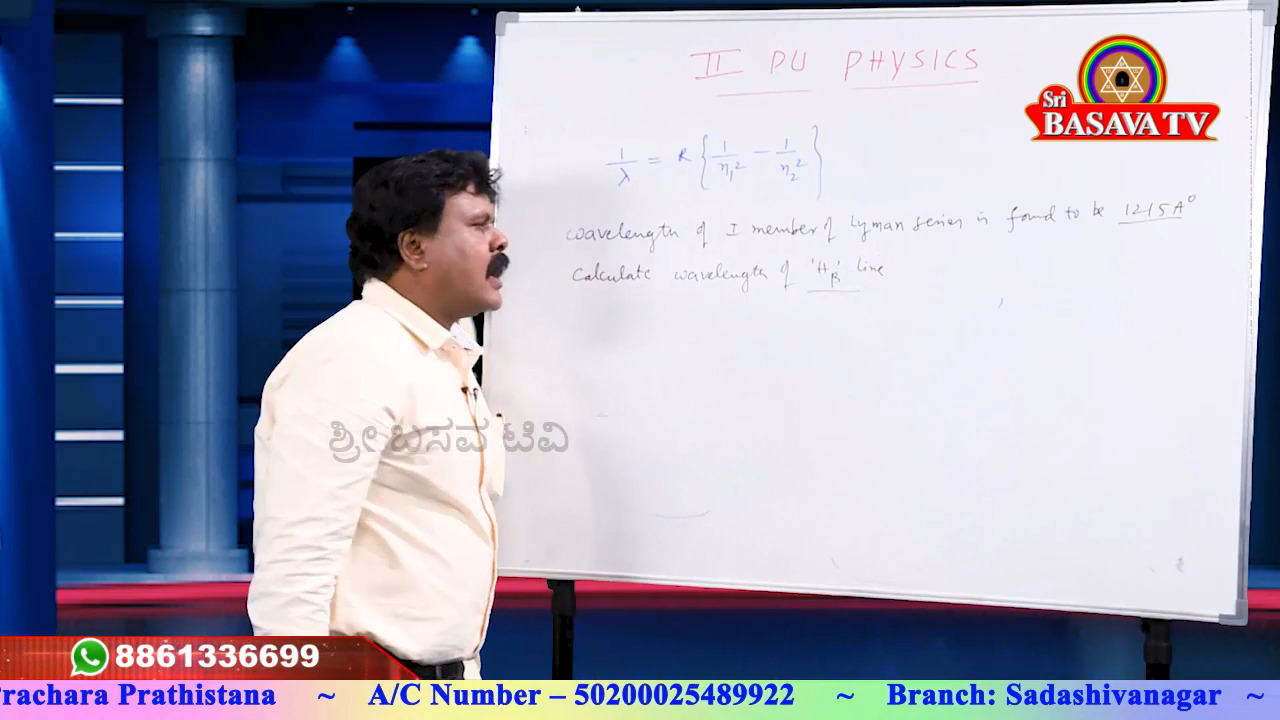 II PU PHYSICS
Sri
BASAVA TV
1/λ = R { 1/n₁² − 1/n₂² }
wavelength of I member of Lyman series is found to be 1215 A°
Calculate wavelength of 'Hβ' line
ಶ್ರೀ ಬಸವ ಟಿವಿ
8861336699
Prachara Prathistana ~ A/C Number – 50200025489922 ~ Branch: Sadashivanagar ~